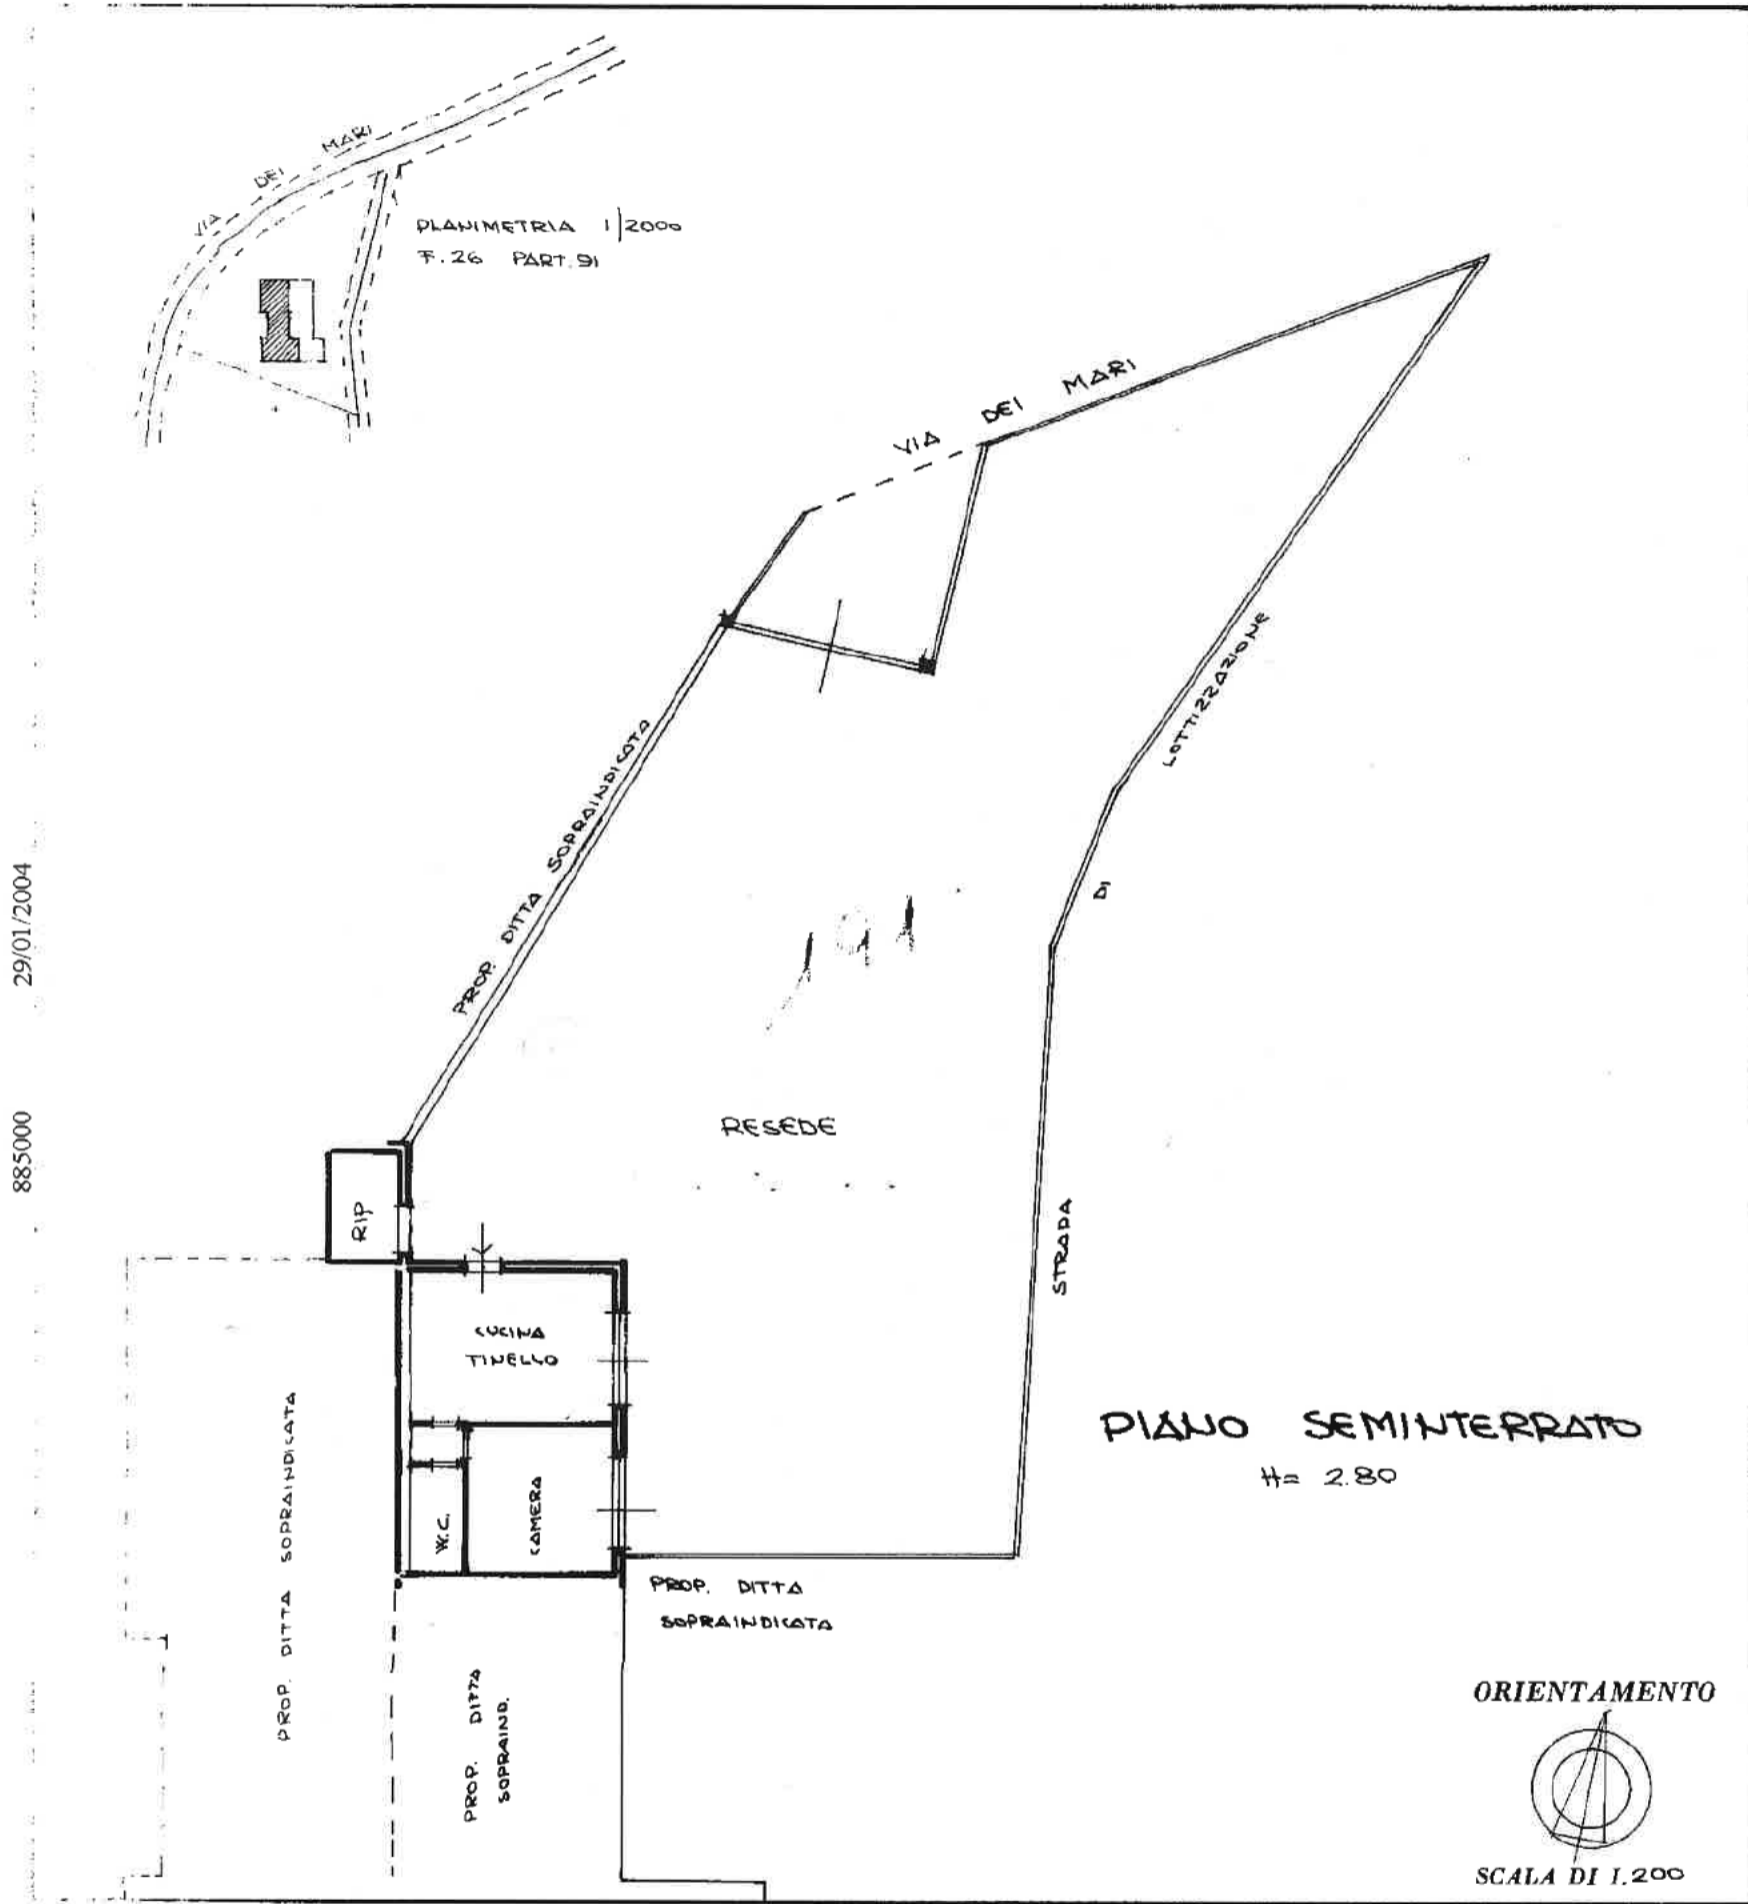 VIA DEI MARI
PLANIMETRIA 1/2000
F. 26 PART. 91
VIA DEI MARI
PROP. DITTA SOPRAINDICATA
STRADA DI LOTTIZZAZIONE
29/01/2004
885000
191
RESEDE
RIP
CUCINA
TINELLO
W.C.
CAMERA
PIANO SEMINTERRATO
H= 2.80
PROP. DITTA SOPRAINDICATA
PROP. DITTA
SOPRAINDICATA
PROP. DITTA
SOPRAIND.
ORIENTAMENTO
SCALA DI 1.200